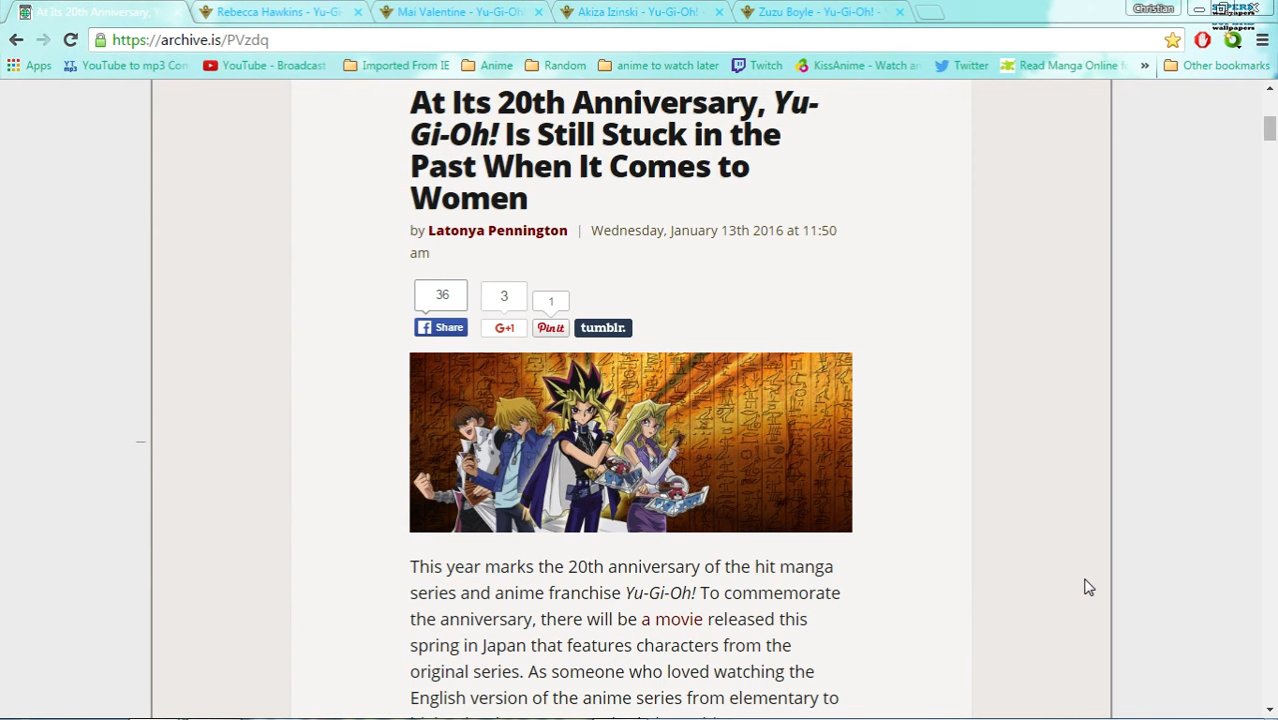 At Its 20th Anniversary, Y
Rebecca Hawkins - Yu-Gi-
Mai Valentine - Yu-Gi-Oh!
Akiza Izinski - Yu-Gi-Oh! -
Zuzu Boyle - Yu-Gi-Oh! -
Christian
wallpapers
https://archive.is/PVzdq
Apps
YouTube to mp3 Con
YouTube - Broadcast
Imported From IE
Anime
Random
anime to watch later
Twitch
KissAnime - Watch an
Twitter
Read Manga Online f
»
Other bookmarks
At Its 20th Anniversary, Yu-
Gi-Oh! Is Still Stuck in the
Past When It Comes to
Women
by Latonya Pennington | Wednesday, January 13th 2016 at 11:50
am
36
3
1
Share
G+1
Pinit
tumblr.
This year marks the 20th anniversary of the hit manga
series and anime franchise Yu-Gi-Oh! To commemorate
the anniversary, there will be a movie released this
spring in Japan that features characters from the
original series. As someone who loved watching the
English version of the anime series from elementary to